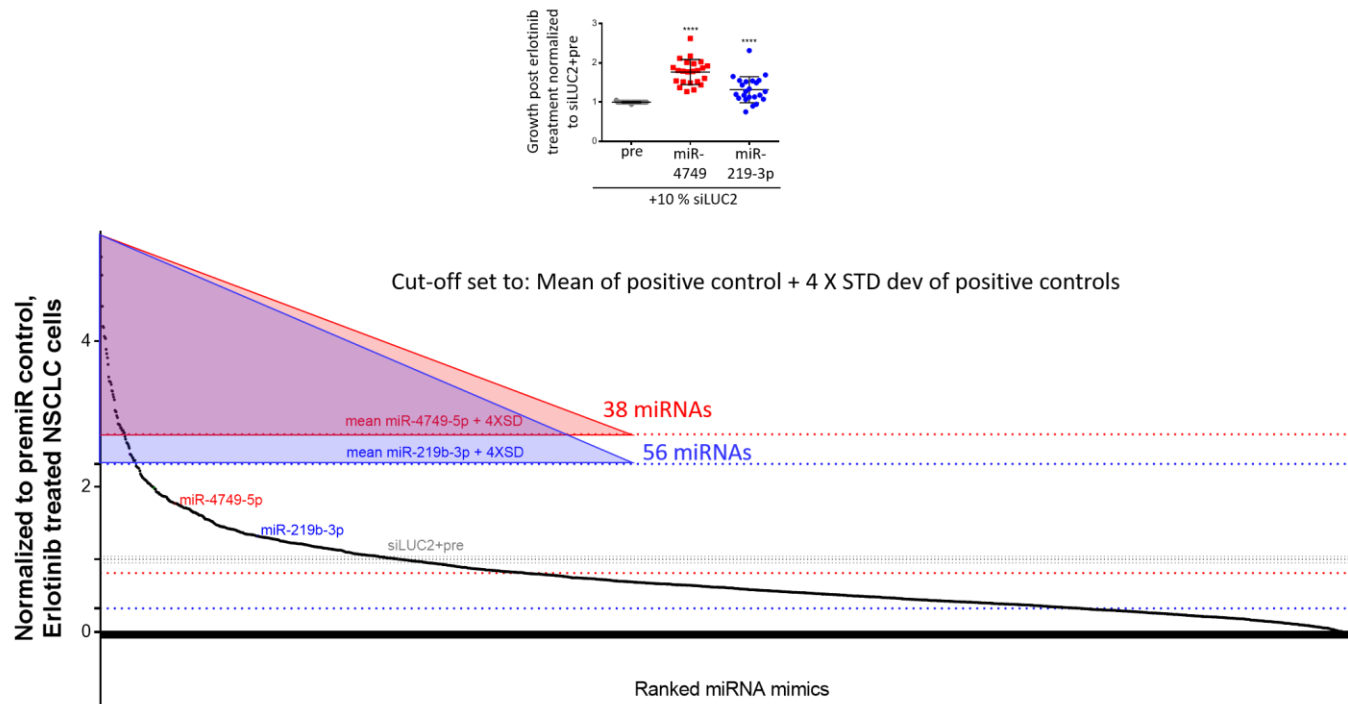 Growth post erlotinib
treatment normalized
to siLUC2+pre
3
2
1
0
****
****
pre
miR-
4749
miR-
219-3p
+10 % siLUC2
Normalized to premiR control,
Erlotinib treated NSCLC cells
4
2
0
Cut-off set to: Mean of positive control + 4 X STD dev of positive controls
38 miRNAs
mean miR-4749-5p + 4XSD
56 miRNAs
mean miR-219b-3p + 4XSD
miR-4749-5p
miR-219b-3p
siLUC2+pre
Ranked miRNA mimics